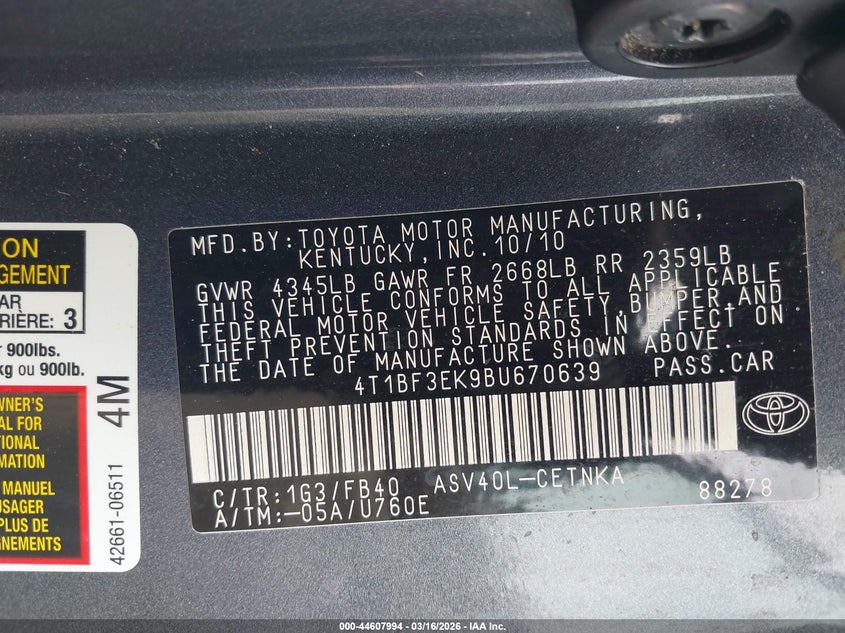 ON
GEMENT
AR
RIÈRE: 3
900lbs.
kg ou 900lb.
WNER'S
AL FOR
TIONAL
MATION
MANUEL
USAGER
PLUS DE
GNEMENTS
42661-06511
4M
MFD.BY:TOYOTA MOTOR MANUFACTURING,
KENTUCKY,INC.10/10
GVWR 4345LB GAWR FR 2668LB RR 2359LB
THIS VEHICLE CONFORMS TO ALL APPLICABLE
FEDERAL MOTOR VEHICLE SAFETY,BUMPER,AND
THEFT PREVENTION STANDARDS IN EFFECT ON
THE DATE OF MANUFACTURE SHOWN ABOVE.
4T1BF3EK9BU670639 PASS.CAR
C/TR:1G3/FB40 ASV40L-CETNKA
A/TM:-05A/U760E 88278
000-44607994 - 03/16/2026 - IAA Inc.